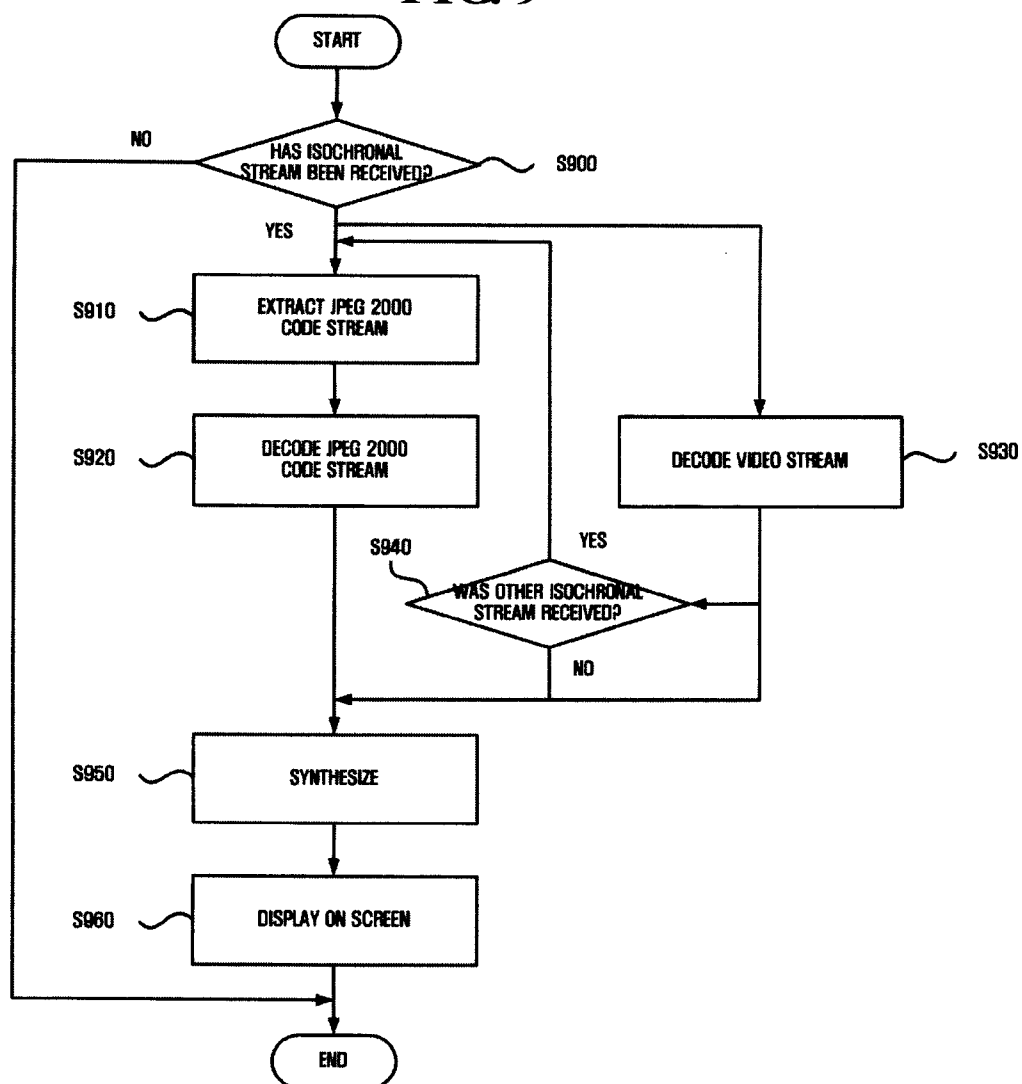 FIG. 9
START
NO
HAS ISOCHRONAL
STREAM BEEN RECEIVED?
S900
YES
S910
EXTRACT JPEG 2000
CODE STREAM
S920
DECODE JPEG 2000
CODE STREAM
DECODE VIDEO STREAM
S930
S940
YES
WAS OTHER ISOCHRONAL
STREAM RECEIVED?
NO
S950
SYNTHESIZE
S960
DISPLAY ON SCREEN
END